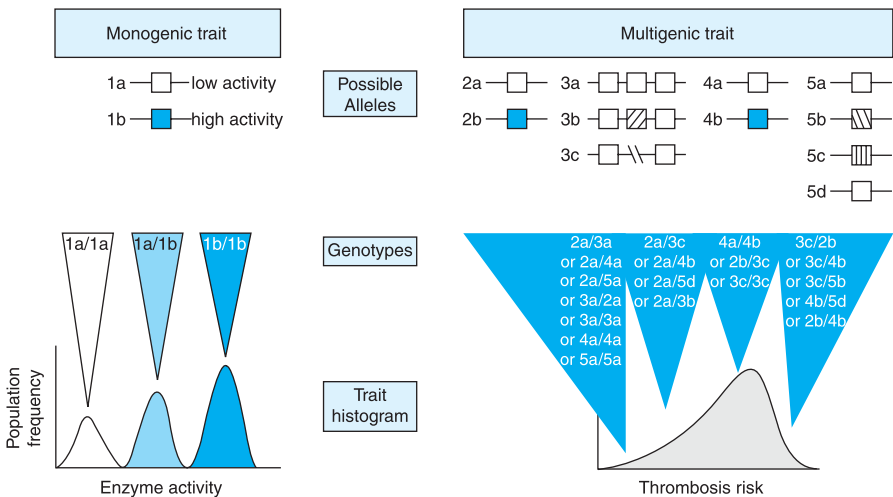 Monogenic trait
Multigenic trait
1a
low activity
1b
high activity
Possible
Alleles
2a
3a
4a
5a
2b
3b
4b
5b
3c
5c
5d
1a/1a
1a/1b
1b/1b
Genotypes
2a/3a
or 2a/4a
or 2a/5a
or 3a/2a
or 3a/3a
or 4a/4a
or 5a/5a
2a/3c
or 2a/4b
or 2a/5d
or 2a/3b
4a/4b
or 2b/3c
or 3c/3c
3c/2b
or 3c/4b
or 3c/5b
or 4b/5d
or 2b/4b
Population
frequency
Trait
histogram
Enzyme activity
Thrombosis risk